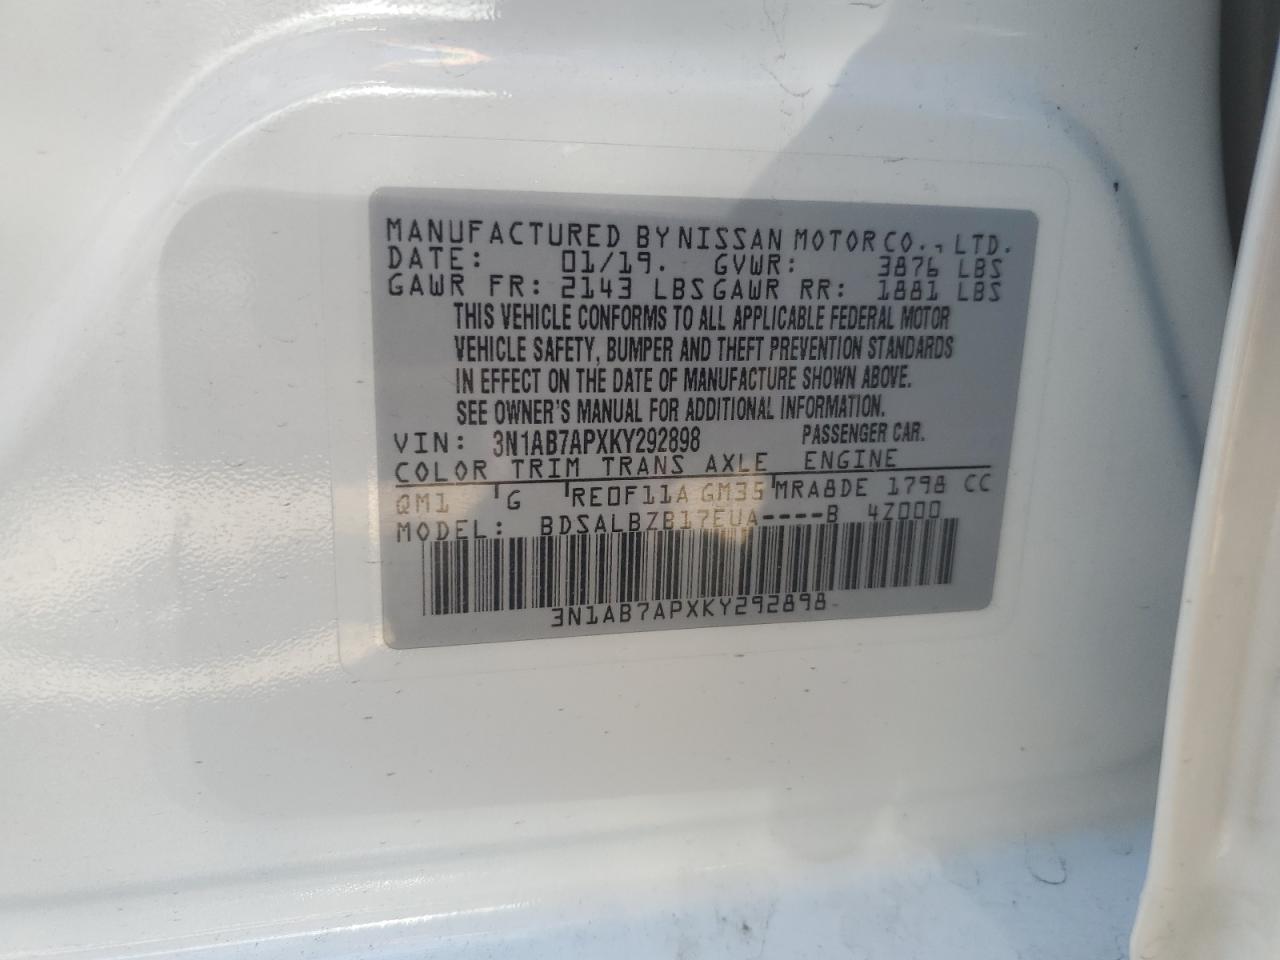 MANUFACTURED BY NISSAN MOTOR CO., LTD.
DATE: 01/19. GVWR: 3876 LBS
GAWR FR: 2143 LBS GAWR RR: 1881 LBS
THIS VEHICLE CONFORMS TO ALL APPLICABLE FEDERAL MOTOR
VEHICLE SAFETY, BUMPER AND THEFT PREVENTION STANDARDS
IN EFFECT ON THE DATE OF MANUFACTURE SHOWN ABOVE.
SEE OWNER'S MANUAL FOR ADDITIONAL INFORMATION.
VIN: 3N1AB7APXKY292898 PASSENGER CAR.
COLOR TRIM TRANS AXLE ENGINE
QM1 G RE0F11A GM35 MRA8DE 1798 CC
MODEL: BDSALBZB17EUA----B 4Z000
3N1AB7APXKY292898